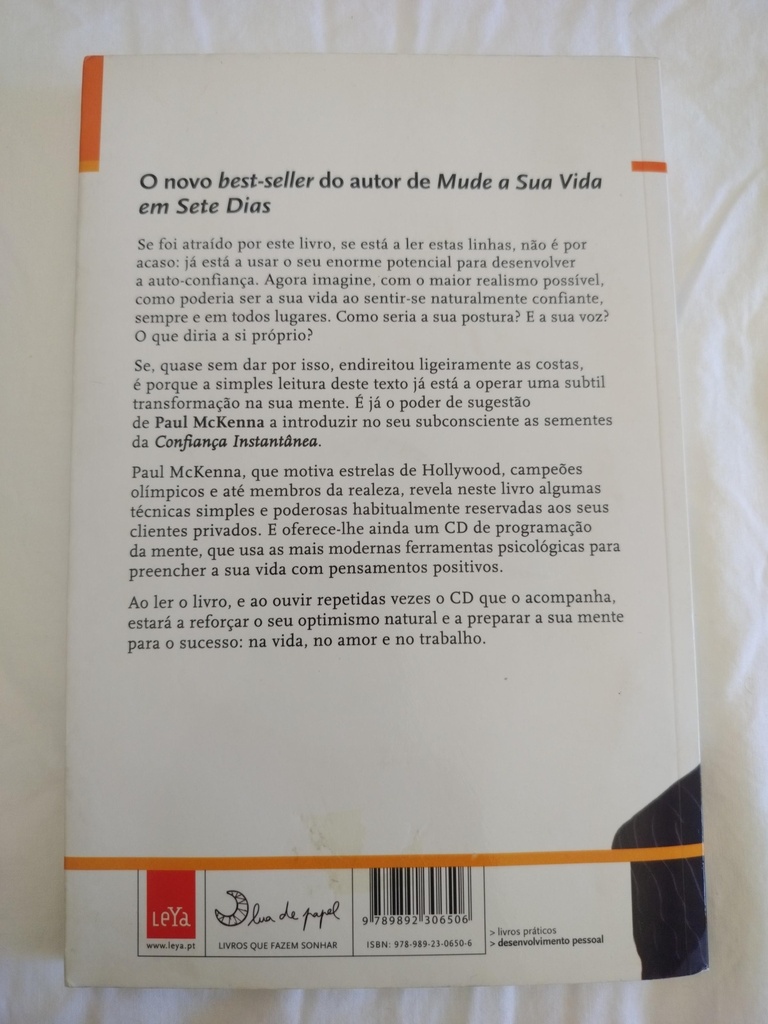 O novo best-seller do autor de Mude a Sua Vida
em Sete Dias
Se foi atraído por este livro, se está a ler estas linhas, não é por
acaso: já está a usar o seu enorme potencial para desenvolver
a auto-confiança. Agora imagine, com o maior realismo possível,
como poderia ser a sua vida ao sentir-se naturalmente confiante,
sempre e em todos lugares. Como seria a sua postura? E a sua voz?
O que diria a si próprio?
Se, quase sem dar por isso, endireitou ligeiramente as costas,
é porque a simples leitura deste texto já está a operar uma subtil
transformação na sua mente. É já o poder de sugestão
de Paul McKenna a introduzir no seu subconsciente as sementes
da Confiança Instantânea.
Paul McKenna, que motiva estrelas de Hollywood, campeões
olímpicos e até membros da realeza, revela neste livro algumas
técnicas simples e poderosas habitualmente reservadas aos seus
clientes privados. E oferece-lhe ainda um CD de programação
da mente, que usa as mais modernas ferramentas psicológicas para
preencher a sua vida com pensamentos positivos.
Ao ler o livro, e ao ouvir repetidas vezes o CD que o acompanha,
estará a reforçar o seu optimismo natural e a preparar a sua mente
para o sucesso: na vida, no amor e no trabalho.
LEYa
www.leya.pt
lua de papel
LIVROS QUE FAZEM SONHAR
9 789892 306506
ISBN: 978-989-23-0650-6
> livros práticos
> desenvolvimento pessoal